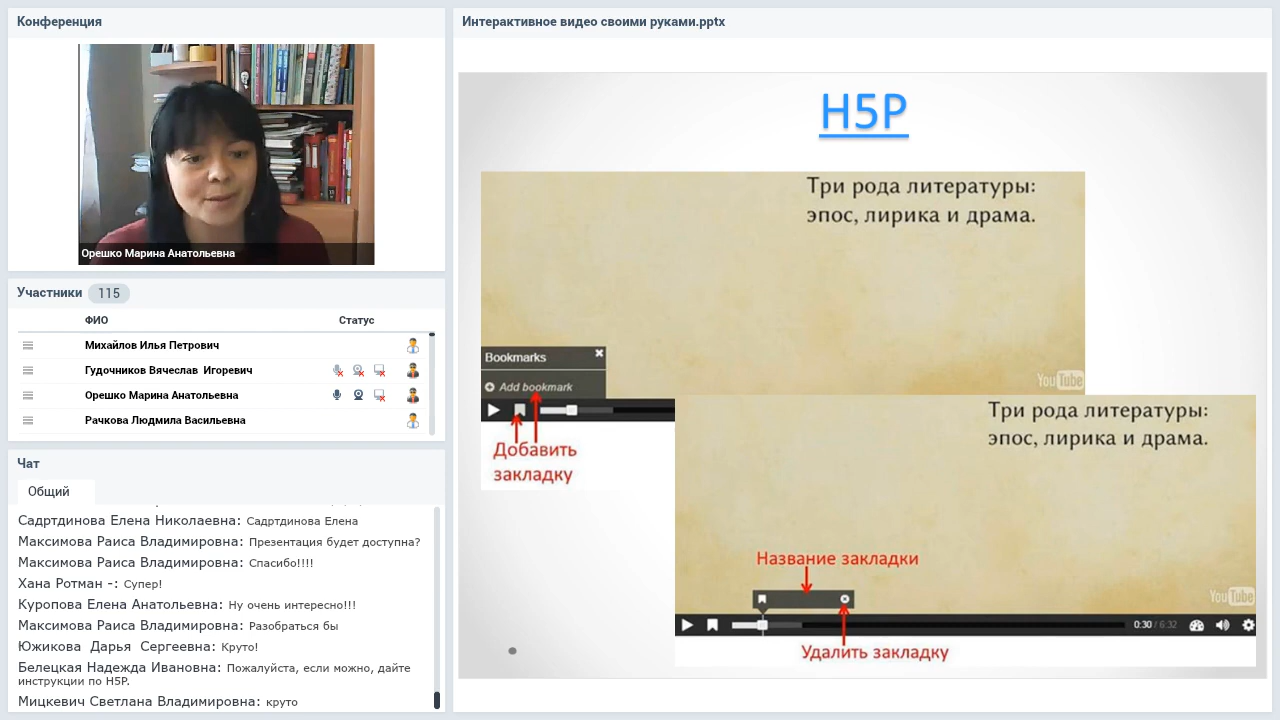 Конференция
Орешко Марина Анатольевна
Участники 115
ФИО Статус
Михайлов Илья Петрович
Гудочников Вячеслав Игоревич
Орешко Марина Анатольевна
Рачкова Людмила Васильевна
Чат
Общий
Садртдинова Елена Николаевна: Садртдинова Елена
Максимова Раиса Владимировна: Презентация будет доступна?
Максимова Раиса Владимировна: Спасибо!!!!
Хана Ротман -: Супер!
Куропова Елена Анатольевна: Ну очень интересно!!!
Максимова Раиса Владимировна: Разобраться бы
Южикова Дарья Сергеевна: Круто!
Белецкая Надежда Ивановна: Пожалуйста, если можно, дайте
инструкции по H5P.
Мицкевич Светлана Владимировна: круто
Интерактивное видео своими руками.pptx
H5P
Три рода литературы:
эпос, лирика и драма.
Bookmarks
Add bookmark
YouTube
Добавить
закладку
Три рода литературы:
эпос, лирика и драма.
Название закладки
YouTube
0:30 / 6:32
Удалить закладку